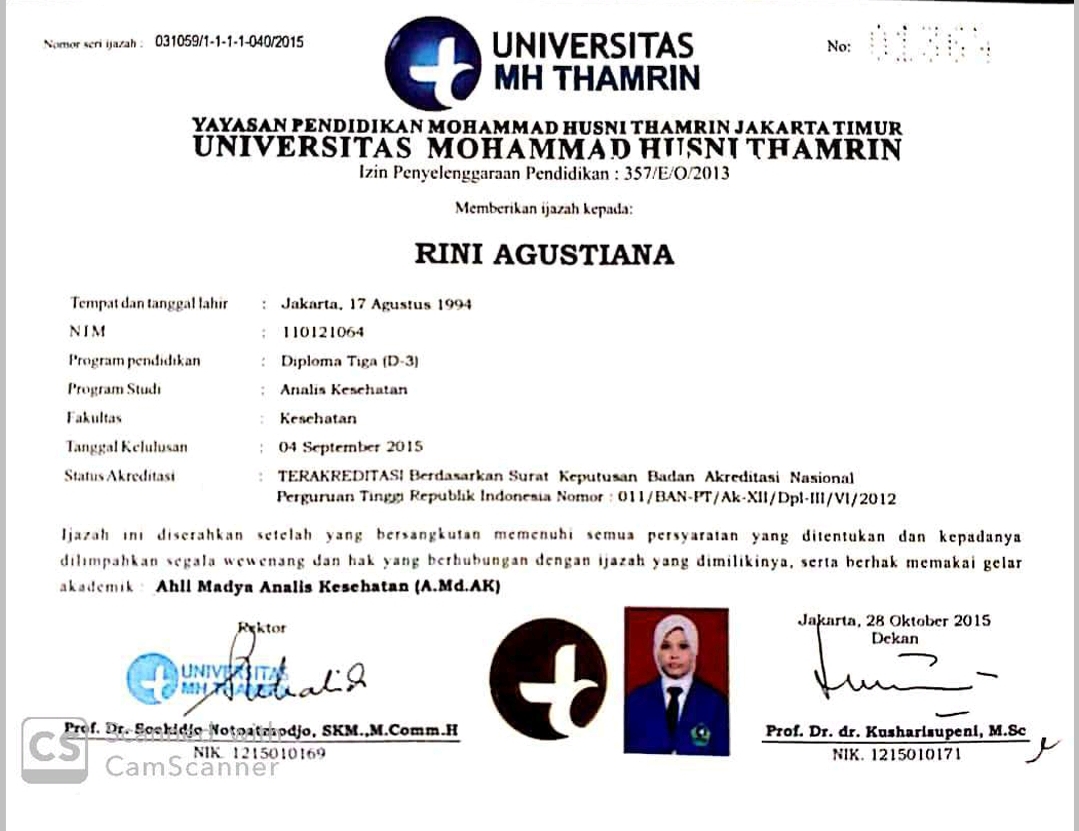 Nomor seri ijazah : 031059/1-1-1-1-040/2015
No: 01364
UNIVERSITAS
MH THAMRIN
YAYASAN PENDIDIKAN MOHAMMAD HUSNI THAMRIN JAKARTA TIMUR
UNIVERSITAS MOHAMMAD HUSNI THAMRIN
Izin Penyelenggaraan Pendidikan : 357/E/O/2013
Memberikan ijazah kepada:
RINI AGUSTIANA
Tempat dan tanggal lahir : Jakarta, 17 Agustus 1994
NIM : 110121064
Program pendidikan : Diploma Tiga (D-3)
Program Studi : Analis Kesehatan
Fakultas : Kesehatan
Tanggal Kelulusan : 04 September 2015
Status Akreditasi : TERAKREDITASI Berdasarkan Surat Keputusan Badan Akreditasi Nasional
Perguruan Tinggi Republik Indonesia Nomor : 011/BAN-PT/Ak-XII/Dpl-III/VI/2012
Ijazah ini diserahkan setelah yang bersangkutan memenuhi semua persyaratan yang ditentukan dan kepadanya
dilimpahkan segala wewenang dan hak yang berhubungan dengan ijazah yang dimilikinya, serta berhak memakai gelar
akademik : Ahli Madya Analis Kesehatan (A.Md.AK)
Rektor
UNIVERSITAS
MH THAMRIN
Prof. Dr. Soekidjo Notoatmodjo, SKM.,M.Comm.H
NIK. 1215010169
Jakarta, 28 Oktober 2015
Dekan
Prof. Dr. dr. Kusharisupeni, M.Sc
NIK. 1215010171
CS
Scanned with
CamScanner